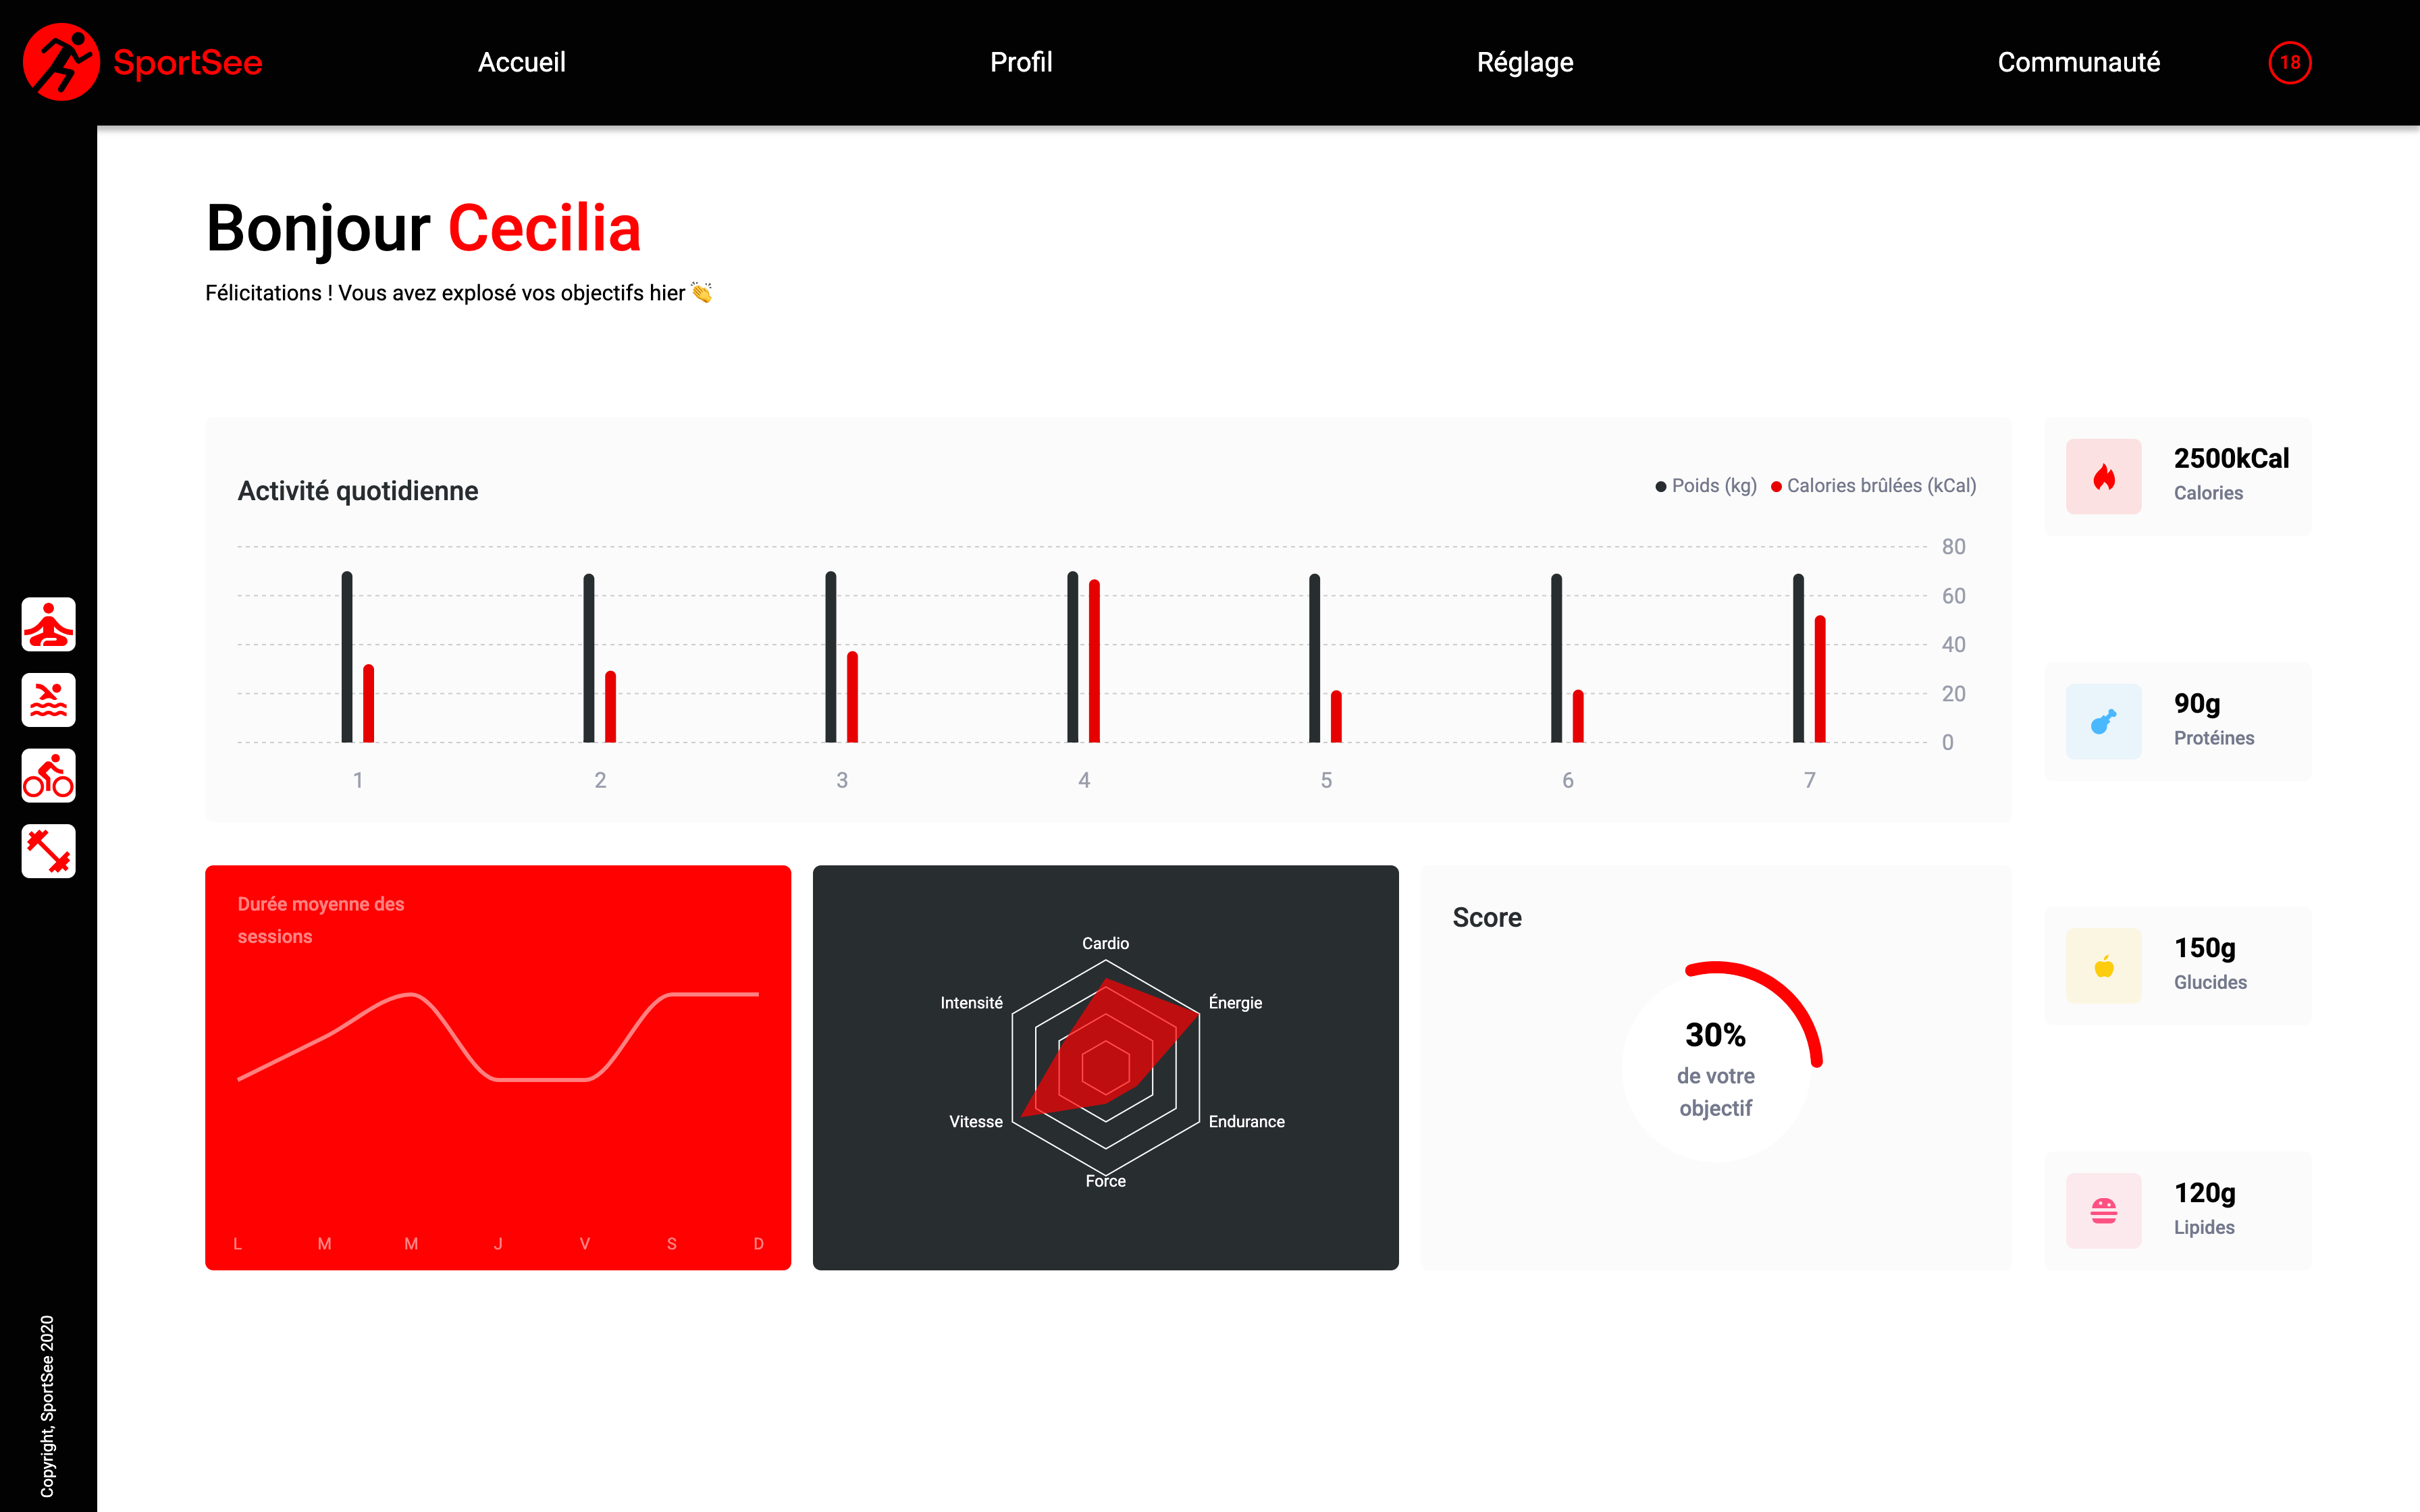 SportSee
Accueil
Profil
Réglage
Communauté
18
Bonjour Cecilia
Félicitations ! Vous avez explosé vos objectifs hier 👏
Activité quotidienne
Poids (kg)
Calories brûlées (kCal)
80
60
40
20
0
1
2
3
4
5
6
7
2500kCal
Calories
90g
Protéines
150g
Glucides
120g
Lipides
Durée moyenne des
sessions
L
M
M
J
V
S
D
Cardio
Énergie
Endurance
Force
Vitesse
Intensité
Score
30%
de votre
objectif
Copyright, SportSee 2020